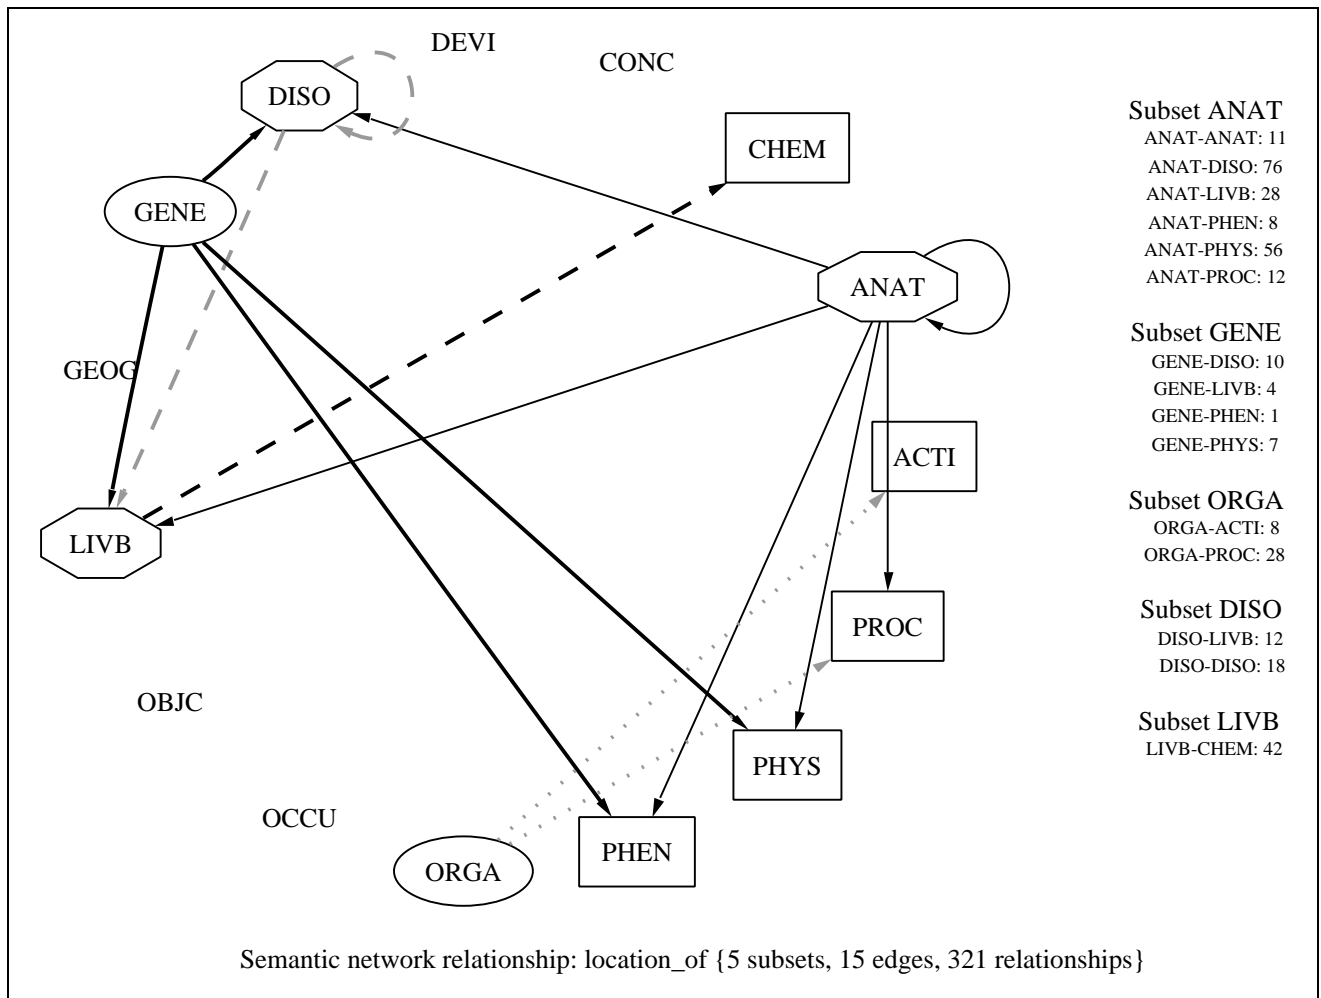 DEVI
CONC
DISO
CHEM
GENE
ANAT
GEOG
ACTI
LIVB
PROC
OBJC
PHYS
OCCU
PHEN
ORGA
Subset ANAT
ANAT-ANAT: 11
ANAT-DISO: 76
ANAT-LIVB: 28
ANAT-PHEN: 8
ANAT-PHYS: 56
ANAT-PROC: 12
Subset GENE
GENE-DISO: 10
GENE-LIVB: 4
GENE-PHEN: 1
GENE-PHYS: 7
Subset ORGA
ORGA-ACTI: 8
ORGA-PROC: 28
Subset DISO
DISO-LIVB: 12
DISO-DISO: 18
Subset LIVB
LIVB-CHEM: 42
Semantic network relationship: location_of {5 subsets, 15 edges, 321 relationships}